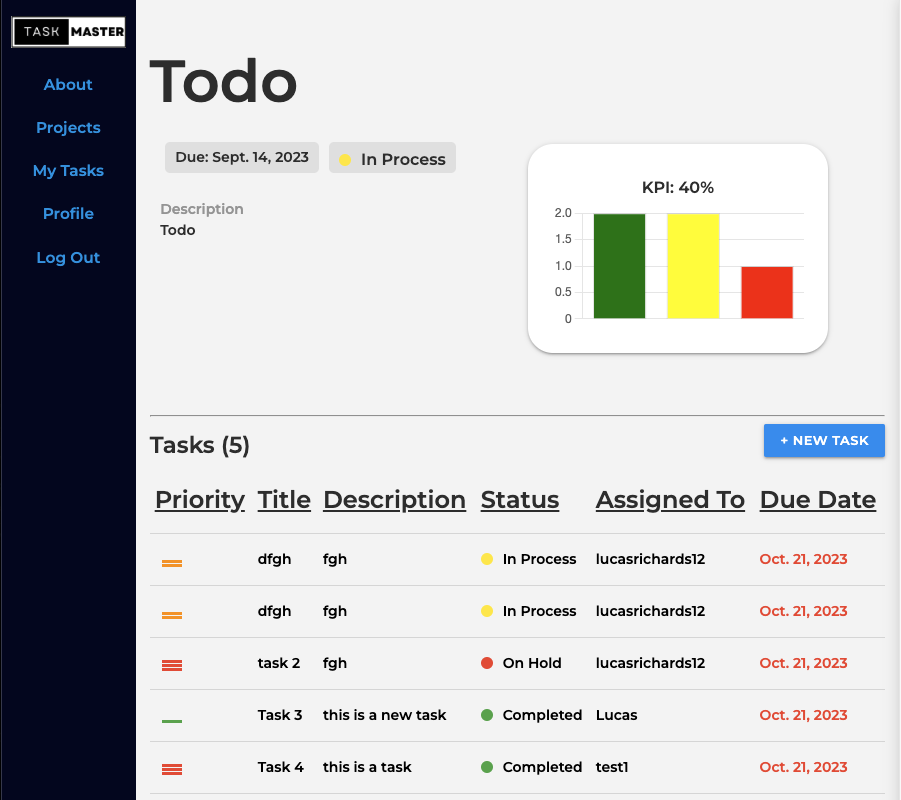 TASK MASTER
About
Projects
My Tasks
Profile
Log Out
Todo
Due: Sept. 14, 2023 In Process
Description
Todo
KPI: 40%
2.0
1.5
1.0
0.5
0
Tasks (5)
+ NEW TASK
Priority Title Description Status Assigned To Due Date
dfgh fgh In Process lucasrichards12 Oct. 21, 2023
dfgh fgh In Process lucasrichards12 Oct. 21, 2023
task 2 fgh On Hold lucasrichards12 Oct. 21, 2023
Task 3 this is a new task Completed Lucas Oct. 21, 2023
Task 4 this is a task Completed test1 Oct. 21, 2023